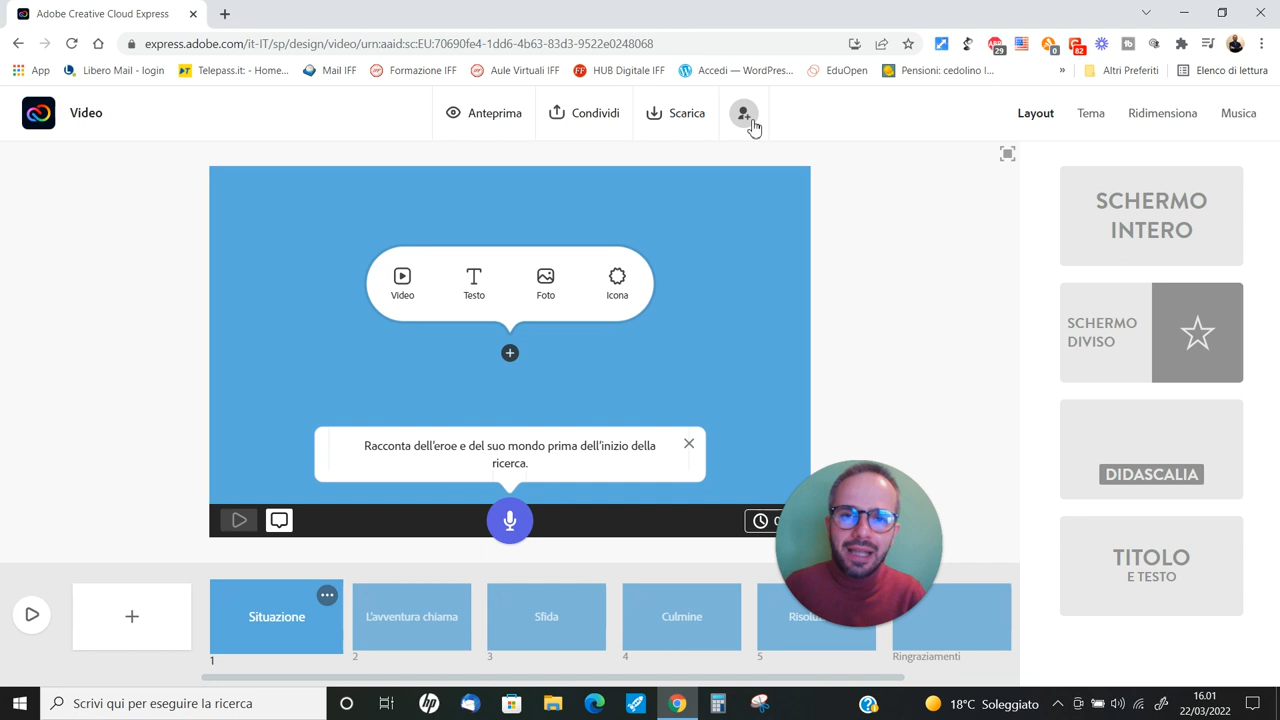 Adobe Creative Cloud Express
express.adobe.com/it-IT/sp/design/video/urn:aaid:sc:EU:70690fe4-1dd6-4b93-83d3-9522e0248068
29
0
62
App
Libero Mail - login
Telepass.it: - Home...
Mail IFF
Formazione IFF
Aule Virtuali IFF
HUB Digitale IFF
Accedi — WordPres...
EduOpen
Pensioni: cedolino l...
»
Altri Preferiti
Elenco di lettura
Video
Anteprima
Condividi
Scarica
Layout
Tema
Ridimensiona
Musica
Video
Testo
Foto
Icona
Racconta dell'eroe e del suo mondo prima dell'inizio della
ricerca.
SCHERMO
INTERO
SCHERMO
DIVISO
DIDASCALIA
TITOLO
E TESTO
Situazione
L'avventura chiama
Sfida
Culmine
1
2
3
4
5
Ringraziamenti
Scrivi qui per eseguire la ricerca
18°C Soleggiato
16.01
22/03/2022